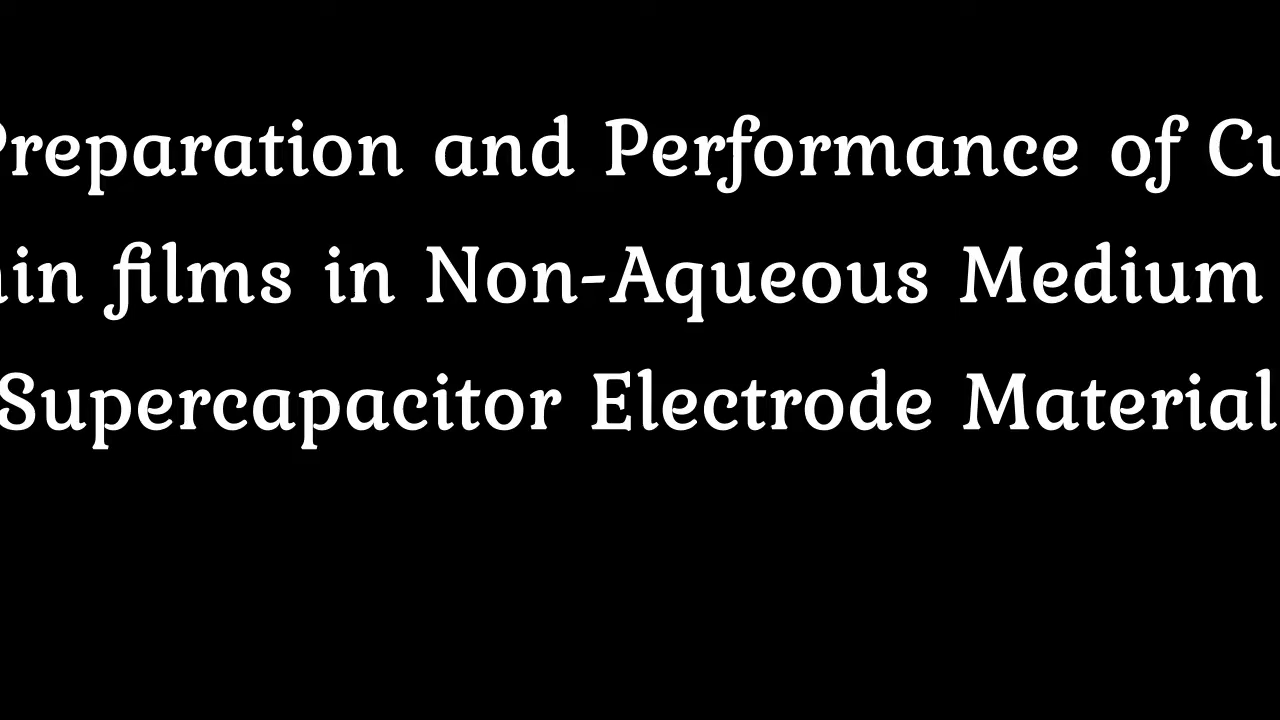 Preparation and Performance of Cu
in films in Non-Aqueous Medium
Supercapacitor Electrode Material